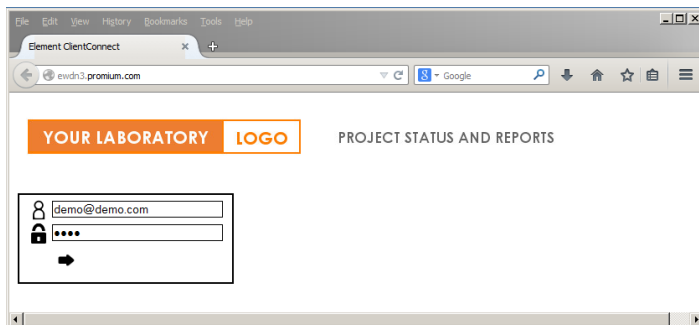 File Edit View History Bookmarks Tools Help
Element ClientConnect
ewdn3.promium.com
Google
YOUR LABORATORY LOGO
PROJECT STATUS AND REPORTS
demo@demo.com